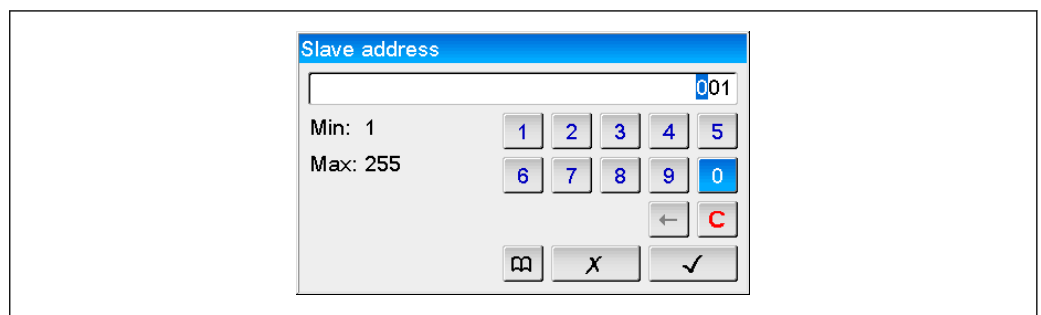 Slave address
001
Min: 1
1 2 3 4 5
Max: 255
6 7 8 9 0
← C
✗ ✓